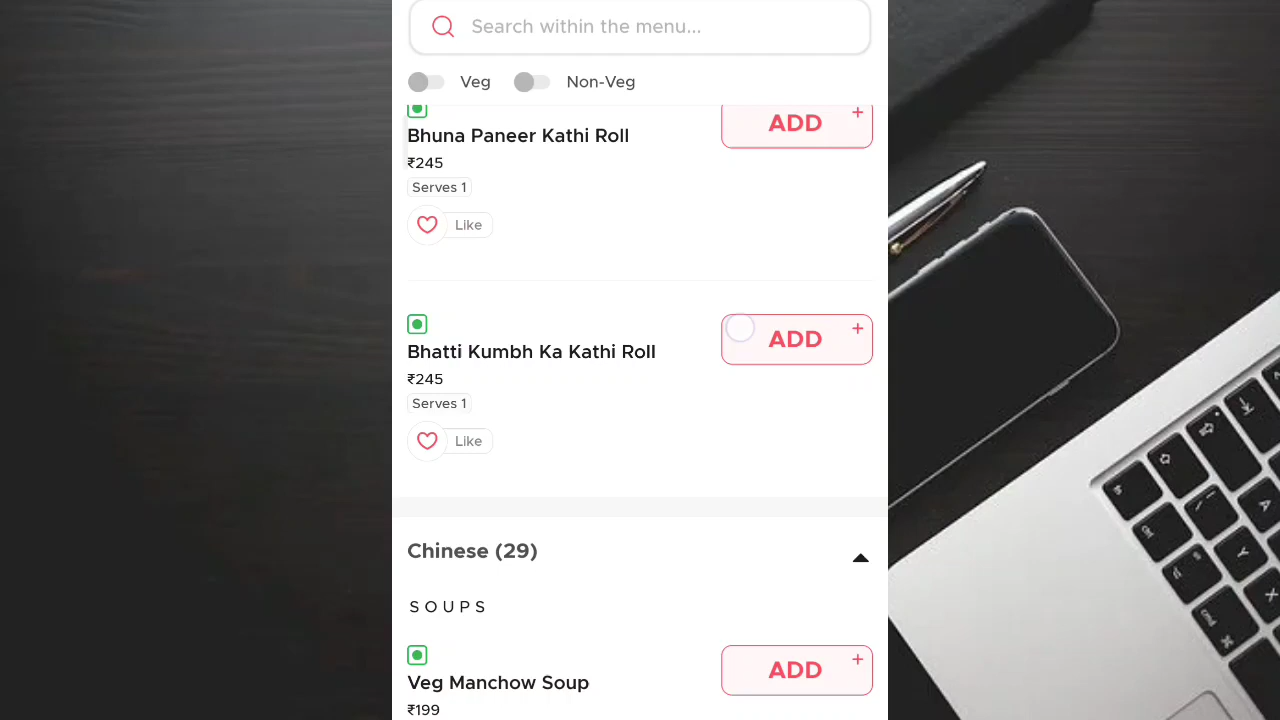 Search within the menu...
Veg Non-Veg
Bhuna Paneer Kathi Roll
ADD +
₹245
Serves 1
Like
Bhatti Kumbh Ka Kathi Roll
ADD +
₹245
Serves 1
Like
Chinese (29)
SOUPS
Veg Manchow Soup
ADD +
₹199